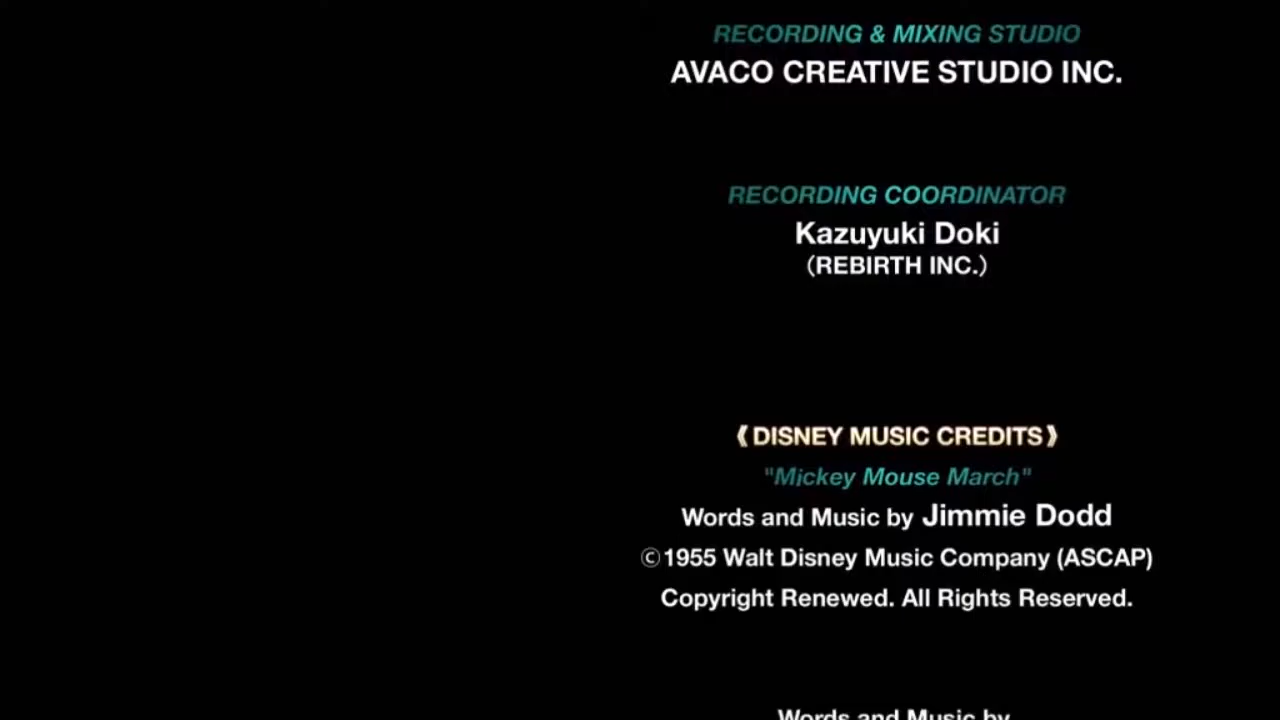 RECORDING & MIXING STUDIO
AVACO CREATIVE STUDIO INC.
RECORDING COORDINATOR
Kazuyuki Doki
(REBIRTH INC.)
《DISNEY MUSIC CREDITS》
"Mickey Mouse March"
Words and Music by Jimmie Dodd
©1955 Walt Disney Music Company (ASCAP)
Copyright Renewed. All Rights Reserved.
Words and Music by